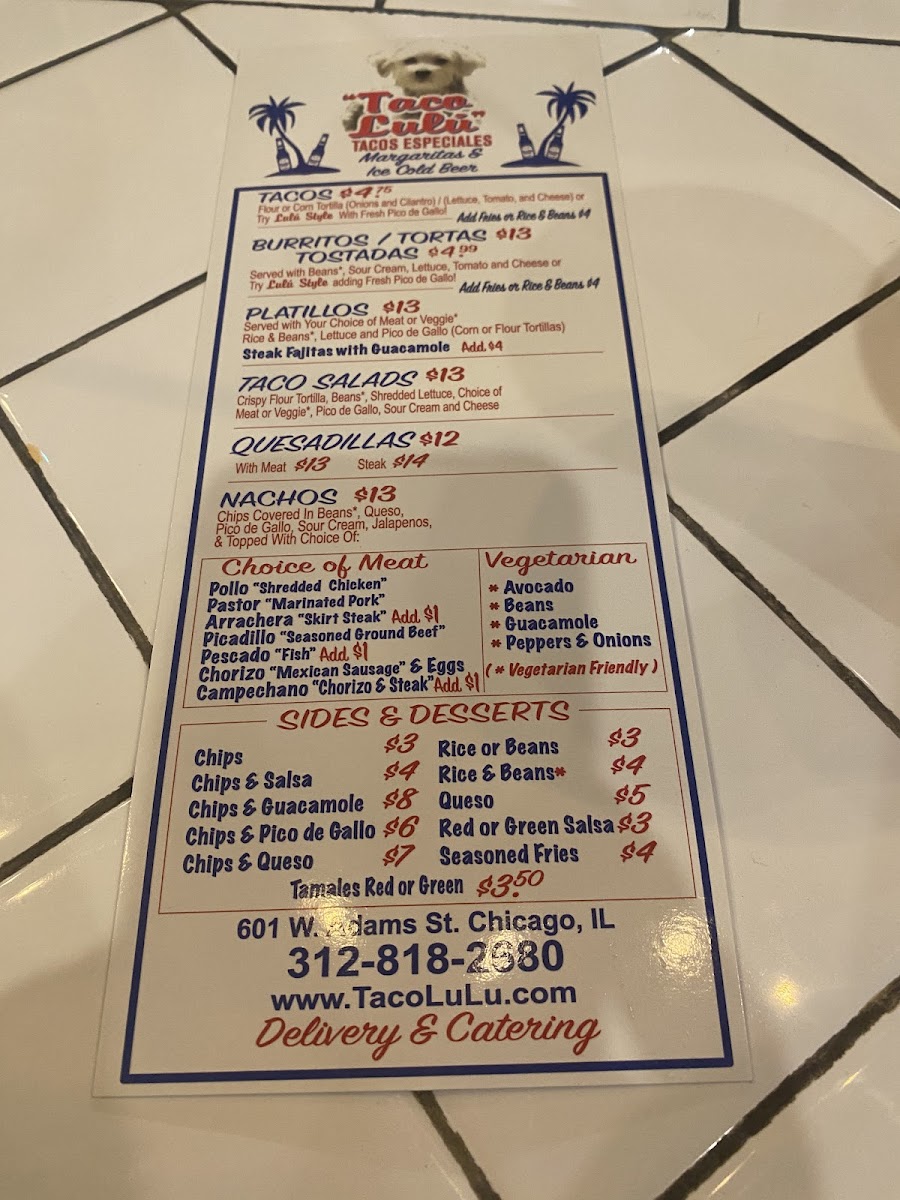 "Taco
Lulú"
TACOS ESPECIALES
Margaritas &
Ice Cold Beer
TACOS $4.75
Flour or Corn Tortilla (Onions and Cilantro) / (Lettuce, Tomato, and Cheese) or
Try Lulú Style With Fresh Pico de Gallo!
Add Fries or Rice & Beans $4
BURRITOS / TORTAS $13
TOSTADAS $4.99
Served with Beans*, Sour Cream, Lettuce, Tomato and Cheese or
Try Lulú Style adding Fresh Pico de Gallo!
Add Fries or Rice & Beans $4
PLATILLOS $13
Served with Your Choice of Meat or Veggie*
Rice & Beans*, Lettuce and Pico de Gallo (Corn or Flour Tortillas)
Steak Fajitas with Guacamole Add $4
TACO SALADS $13
Crispy Flour Tortilla, Beans*, Shredded Lettuce, Choice of
Meat or Veggie*, Pico de Gallo, Sour Cream and Cheese
QUESADILLAS $12
With Meat $13 Steak $14
NACHOS $13
Chips Covered In Beans*, Queso,
Pico de Gallo, Sour Cream, Jalapenos,
& Topped With Choice Of:
Choice of Meat
Pollo "Shredded Chicken"
Pastor "Marinated Pork"
Arrachera "Skirt Steak" Add $1
Picadillo "Seasoned Ground Beef"
Pescado "Fish" Add $1
Chorizo "Mexican Sausage" & Eggs
Campechano "Chorizo & Steak" Add $1
Vegetarian
* Avocado
* Beans
* Guacamole
* Peppers & Onions
(* Vegetarian Friendly)
SIDES & DESSERTS
Chips $3
Chips & Salsa $4
Chips & Guacamole $8
Chips & Pico de Gallo $6
Chips & Queso $7
Rice or Beans $3
Rice & Beans* $4
Queso $5
Red or Green Salsa $3
Seasoned Fries $4
Tamales Red or Green $3.50
601 W. Adams St. Chicago, IL
312-818-2680
www.TacoLuLu.com
Delivery & Catering